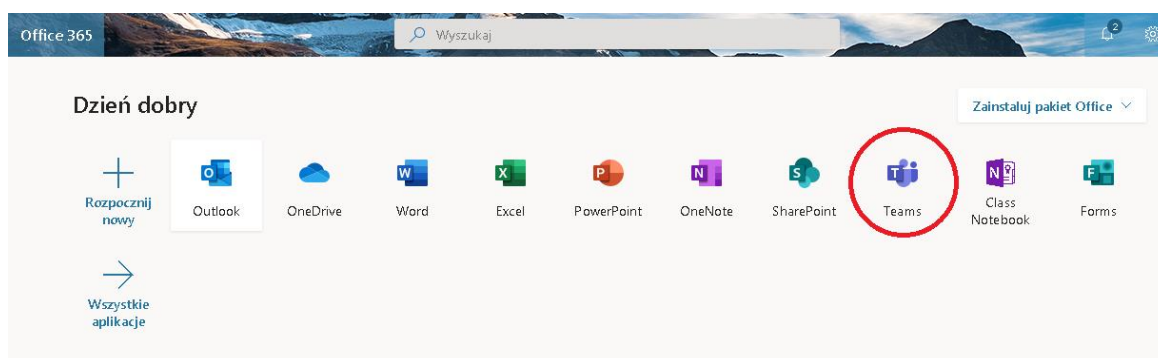 Office 365
Wyszukaj
2
Dzień dobry
Zainstaluj pakiet Office
Rozpocznij
nowy
Outlook
OneDrive
Word
Excel
PowerPoint
OneNote
SharePoint
Teams
Class
Notebook
Forms
Wszystkie
aplikacje